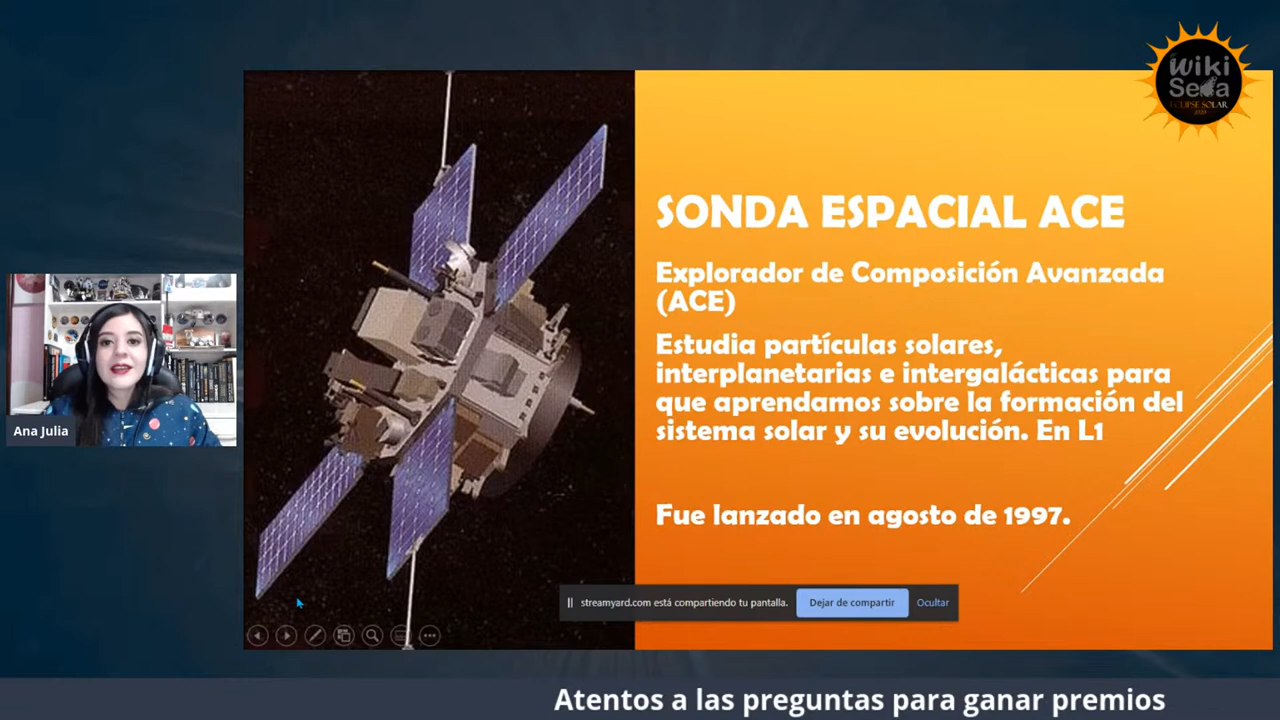 Wiki
Seda
ECLIPSE SOLAR
SONDA ESPACIAL ACE
Explorador de Composición Avanzada
(ACE)
Estudia partículas solares,
interplanetarias e intergalácticas para
que aprendamos sobre la formación del
sistema solar y su evolución. En L1
Fue lanzado en agosto de 1997.
Ana Julia
streamyard.com está compartiendo tu pantalla.
Dejar de compartir
Ocultar
Atentos a las preguntas para ganar premios